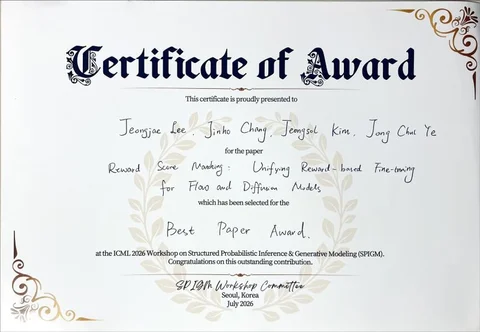 Certificate of Award
This certificate is proudly presented to
Jeongjae Lee, Jinho Chang, Jeongsol Kim, Jong Chul Ye
for the paper
Reward Score Matching: Unifying Reward-based Fine-tuning
for Flow and Diffusion Models
which has been selected for the
Best Paper Award.
at the ICML 2026 Workshop on Structured Probabilistic Inference & Generative Modeling (SPIGM).
Congratulations on this outstanding contribution.
SPIGM Workshop Committee
Seoul, Korea
July 2026